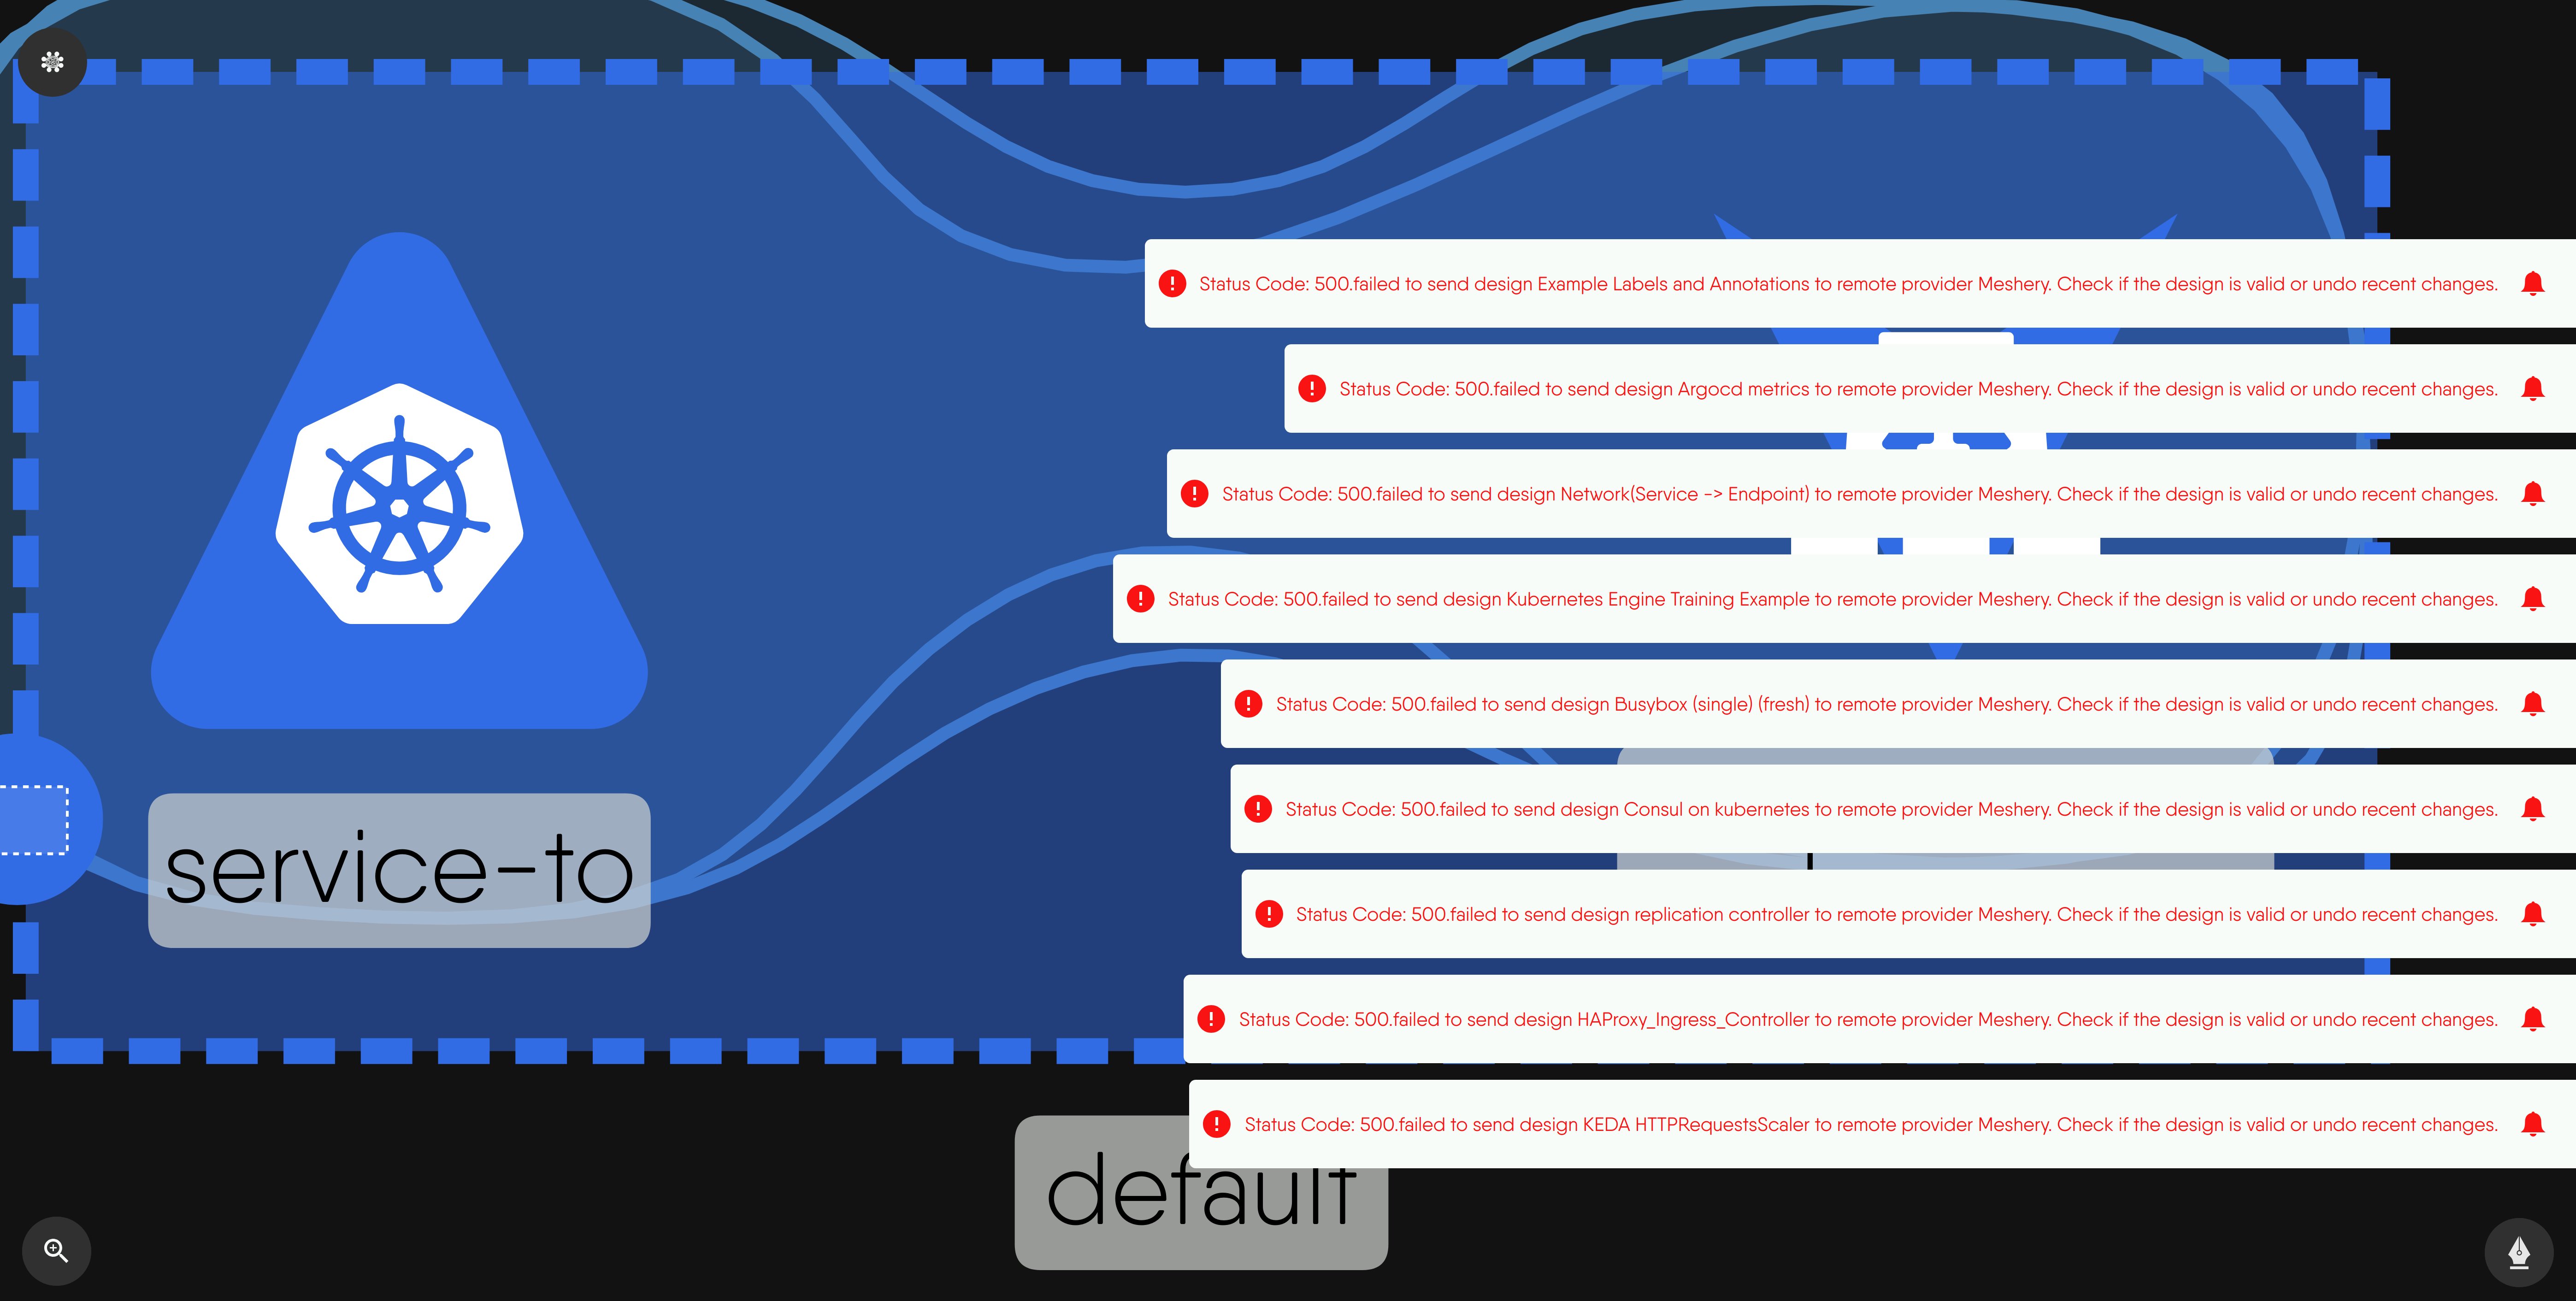 Status Code: 500.failed to send design Example Labels and Annotations to remote provider Meshery. Check if the design is valid or undo recent changes.
Status Code: 500.failed to send design Argocd metrics to remote provider Meshery. Check if the design is valid or undo recent changes.
Status Code: 500.failed to send design Network(Service -> Endpoint) to remote provider Meshery. Check if the design is valid or undo recent changes.
Status Code: 500.failed to send design Kubernetes Engine Training Example to remote provider Meshery. Check if the design is valid or undo recent changes.
Status Code: 500.failed to send design Busybox (single) (fresh) to remote provider Meshery. Check if the design is valid or undo recent changes.
Status Code: 500.failed to send design Consul on kubernetes to remote provider Meshery. Check if the design is valid or undo recent changes.
service-to
Status Code: 500.failed to send design replication controller to remote provider Meshery. Check if the design is valid or undo recent changes.
Status Code: 500.failed to send design HAProxy_Ingress_Controller to remote provider Meshery. Check if the design is valid or undo recent changes.
Status Code: 500.failed to send design KEDA HTTPRequestsScaler to remote provider Meshery. Check if the design is valid or undo recent changes.
default